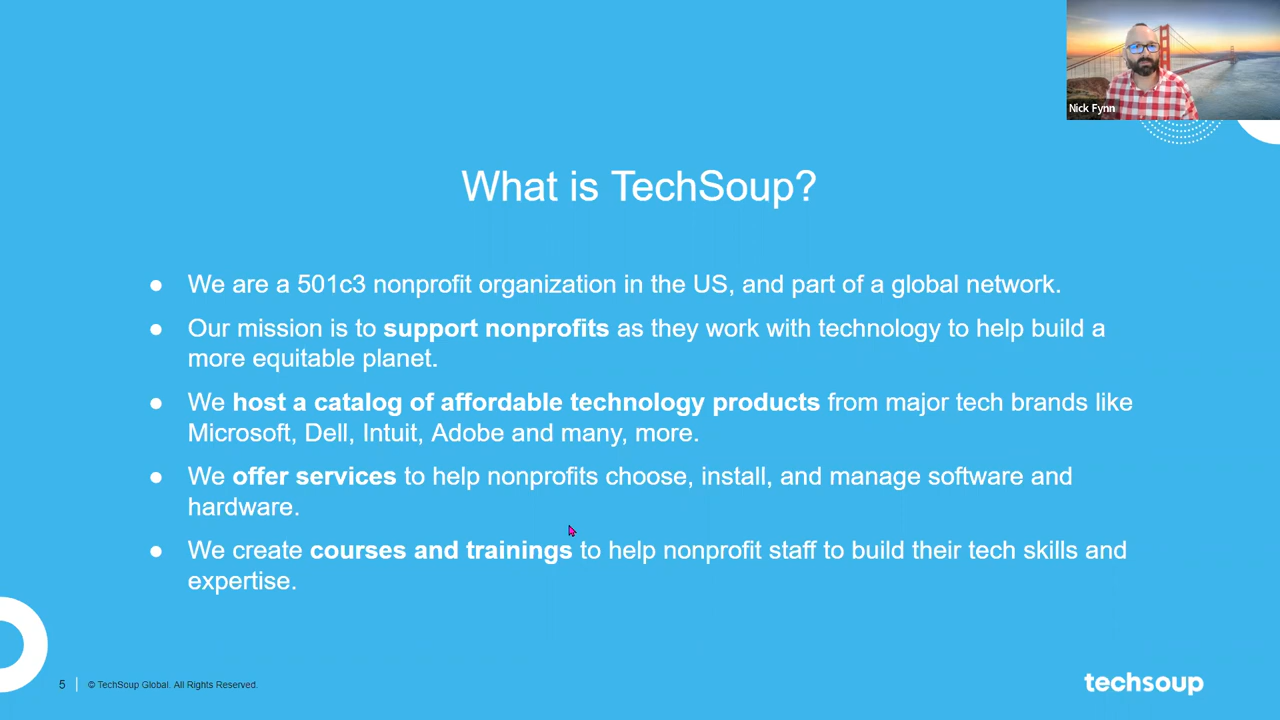 Nick Fynn
What is TechSoup?
● We are a 501c3 nonprofit organization in the US, and part of a global network.
● Our mission is to support nonprofits as they work with technology to help build a
more equitable planet.
● We host a catalog of affordable technology products from major tech brands like
Microsoft, Dell, Intuit, Adobe and many, more.
● We offer services to help nonprofits choose, install, and manage software and
hardware.
● We create courses and trainings to help nonprofit staff to build their tech skills and
expertise.
5 | © TechSoup Global. All Rights Reserved.
techsoup